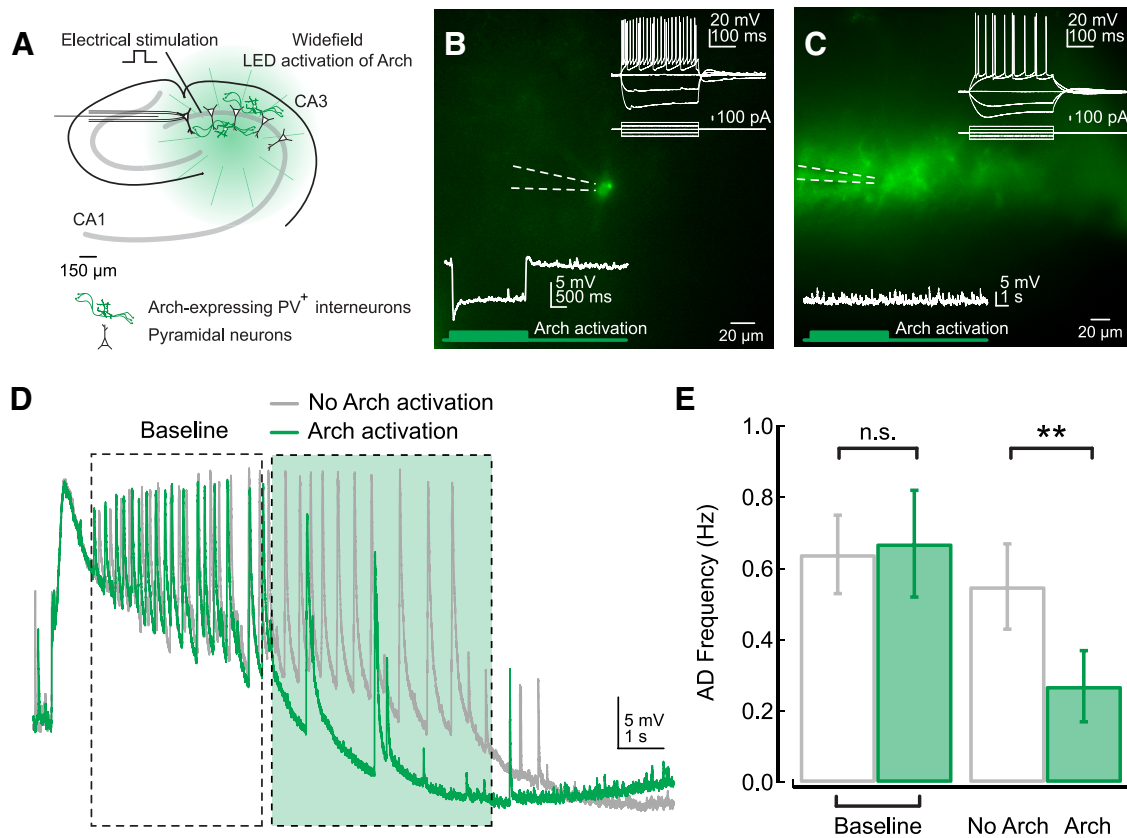 A
Electrical stimulation
Widefield
LED activation of Arch
CA3
CA1
150 µm
Arch-expressing PV+ interneurons
Pyramidal neurons
B
20 mV
100 ms
100 pA
5 mV
500 ms
Arch activation
20 µm
C
20 mV
100 ms
100 pA
5 mV
1 s
Arch activation
20 µm
D
No Arch activation
Arch activation
Baseline
5 mV
1 s
E
AD Frequency (Hz)
1.0
0.8
0.6
0.4
0.2
0.0
n.s.
**
Baseline
No Arch
Arch